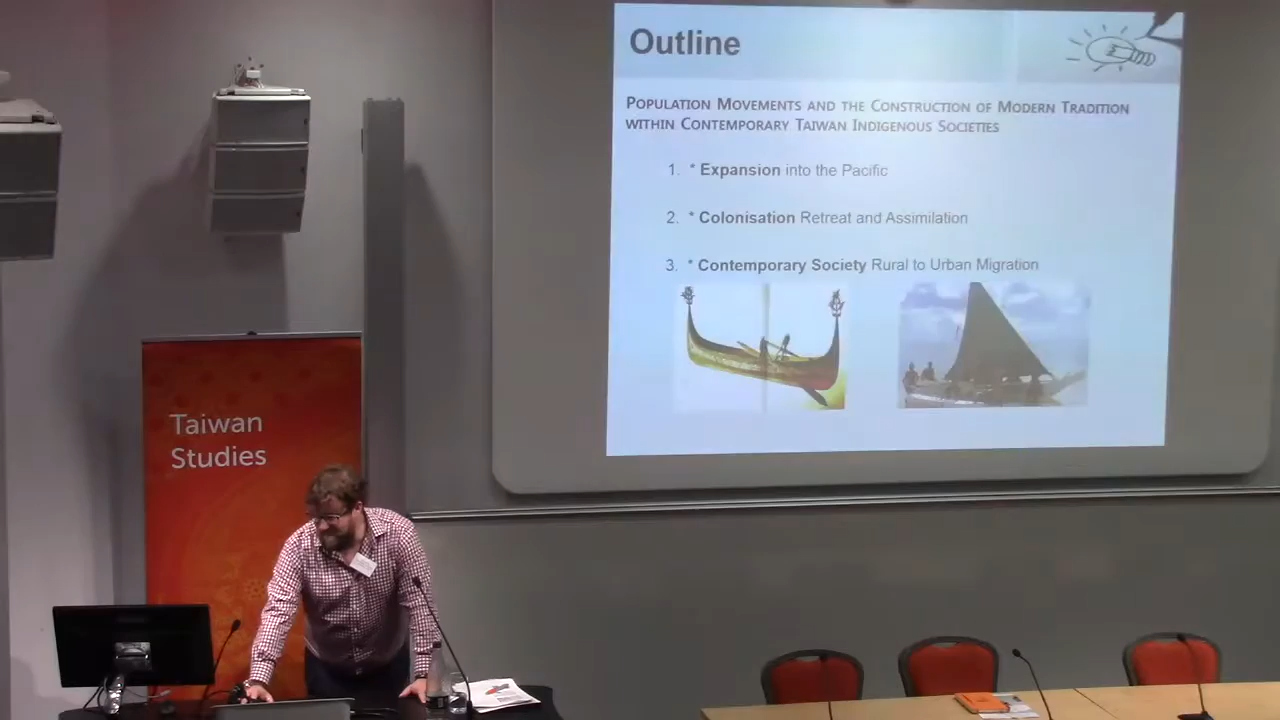 Outline
POPULATION MOVEMENTS AND THE CONSTRUCTION OF MODERN TRADITION
WITHIN CONTEMPORARY TAIWAN INDIGENOUS SOCIETIES
1. * Expansion into the Pacific
2. * Colonisation Retreat and Assimilation
3. * Contemporary Society Rural to Urban Migration
Taiwan
Studies